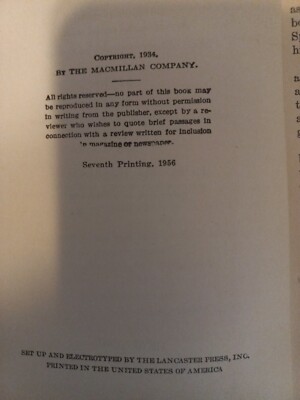 Copyright, 1934,
By THE MACMILLAN COMPANY.
All rights reserved—no part of this book may
be reproduced in any form without permission
in writing from the publisher, except by a re-
viewer who wishes to quote brief passages in
connection with a review written for inclusion
in magazine or newspaper.
Seventh Printing, 1956
SET UP AND ELECTROTYPED BY THE LANCASTER PRESS, INC.
PRINTED IN THE UNITED STATES OF AMERICA